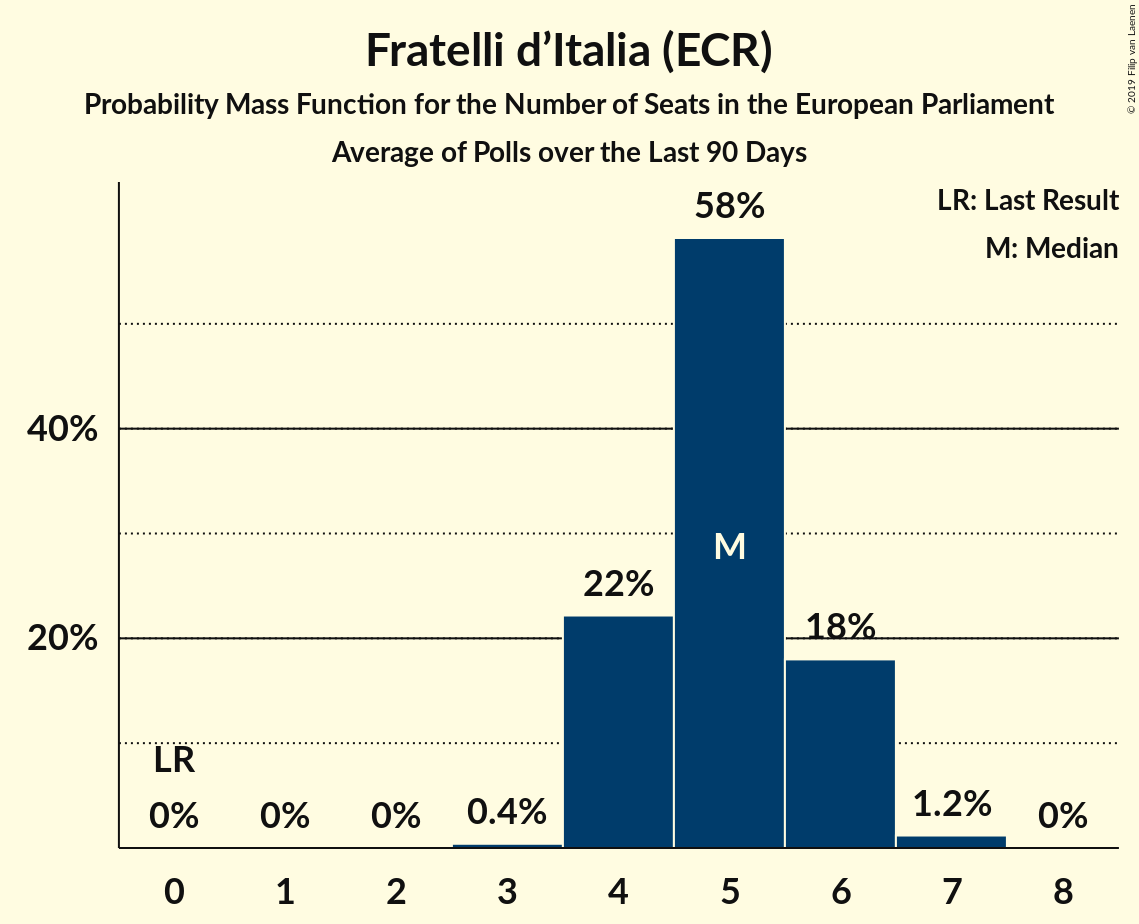 Fratelli d’Italia (ECR)
Probability Mass Function for the Number of Seats in the European Parliament
Average of Polls over the Last 90 Days
© 2019 Filip van Laenen
LR: Last Result
M: Median
58%
40%
M
22%
20%
18%
LR
0%
0%
0%
0.4%
1.2%
0%
0 1 2 3 4 5 6 7 8